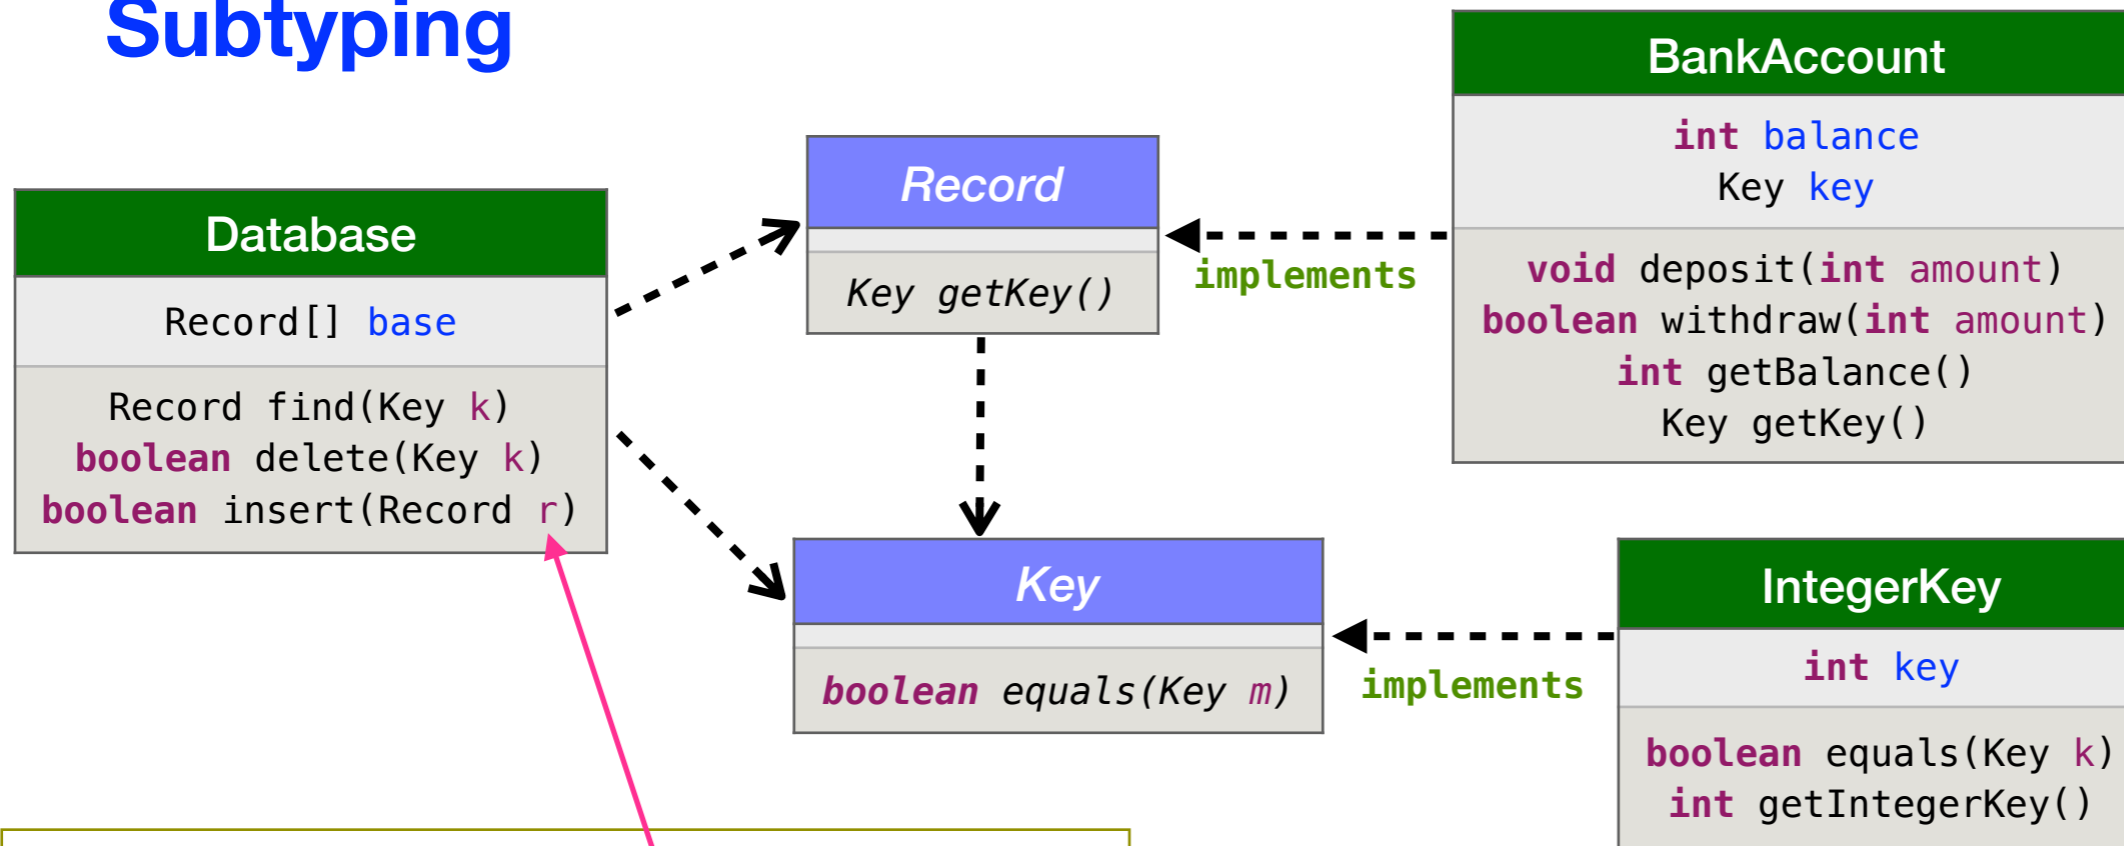 Subtyping
Database
Record[] base
Record find(Key k)
boolean delete(Key k)
boolean insert(Record r)
Record
Key getKey()
implements
BankAccount
int balance
Key key
void deposit(int amount)
boolean withdraw(int amount)
int getBalance()
Key getKey()
Key
boolean equals(Key m)
implements
IntegerKey
int key
boolean equals(Key k)
int getIntegerKey()